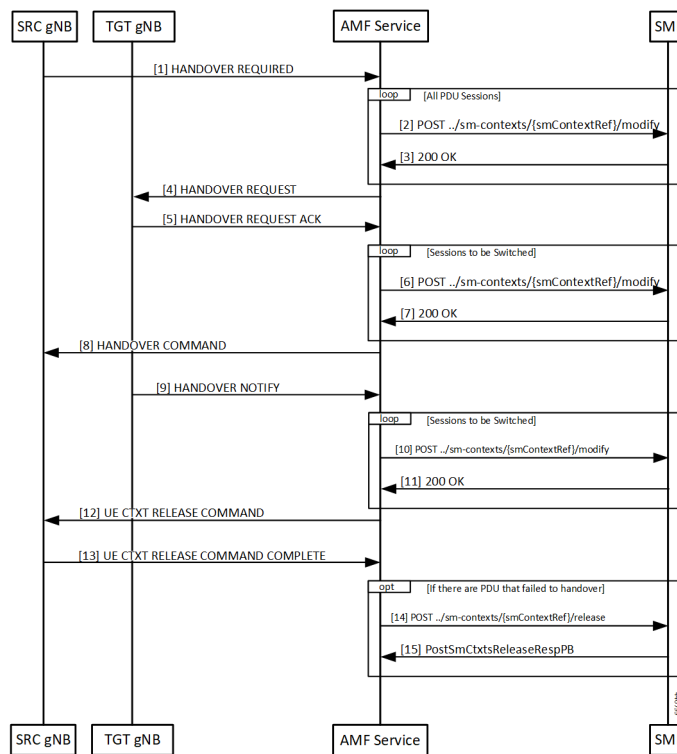 SRC gNB
TGT gNB
AMF Service
SM
[1] HANDOVER REQUIRED
loop
[All PDU Sessions]
[2] POST ../sm-contexts/{smContextRef}/modify
[3] 200 OK
[4] HANDOVER REQUEST
[5] HANDOVER REQUEST ACK
loop
[Sessions to be Switched]
[6] POST ../sm-contexts/{smContextRef}/modify
[7] 200 OK
[8] HANDOVER COMMAND
[9] HANDOVER NOTIFY
loop
[Sessions to be Switched]
[10] POST ../sm-contexts/{smContextRef}/modify
[11] 200 OK
[12] UE CTXT RELEASE COMMAND
[13] UE CTXT RELEASE COMMAND COMPLETE
opt
[If there are PDU that failed to handover]
[14] POST ../sm-contexts/{smContextRef}/release
[15] PostSmCtxtsReleaseRespPB
SRC gNB
TGT gNB
AMF Service
SM